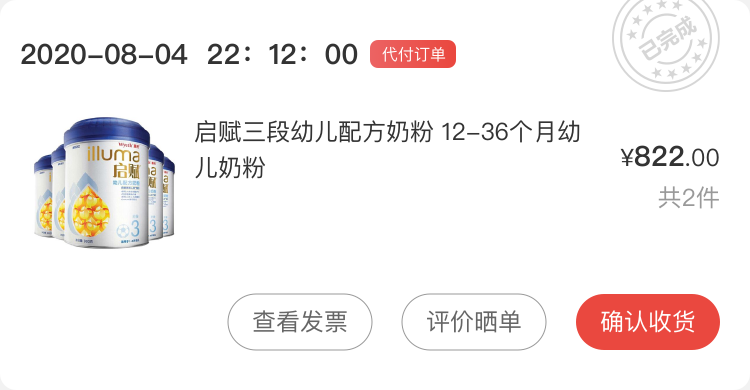 已完成
2020-08-04 22：12：00 代付订单
启赋三段幼儿配方奶粉 12-36个月幼
儿奶粉
¥822.00
共2件
Wyeth
illuma
启赋
3
查看发票
评价晒单
确认收货